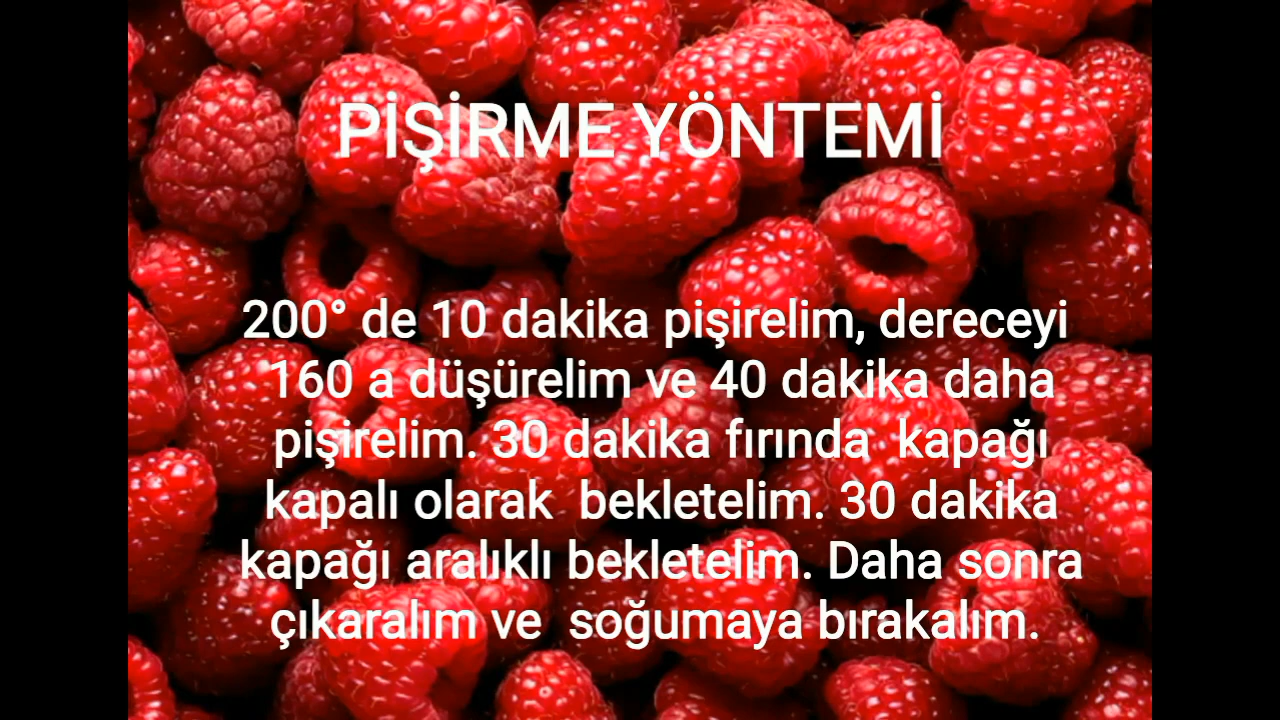 PİŞİRME YÖNTEMİ
200° de 10 dakika pişirelim, dereceyi
160 a düşürelim ve 40 dakika daha
pişirelim. 30 dakika fırında kapağı
kapalı olarak bekletelim. 30 dakika
kapağı aralıklı bekletelim. Daha sonra
çıkaralım ve soğumaya bırakalım.